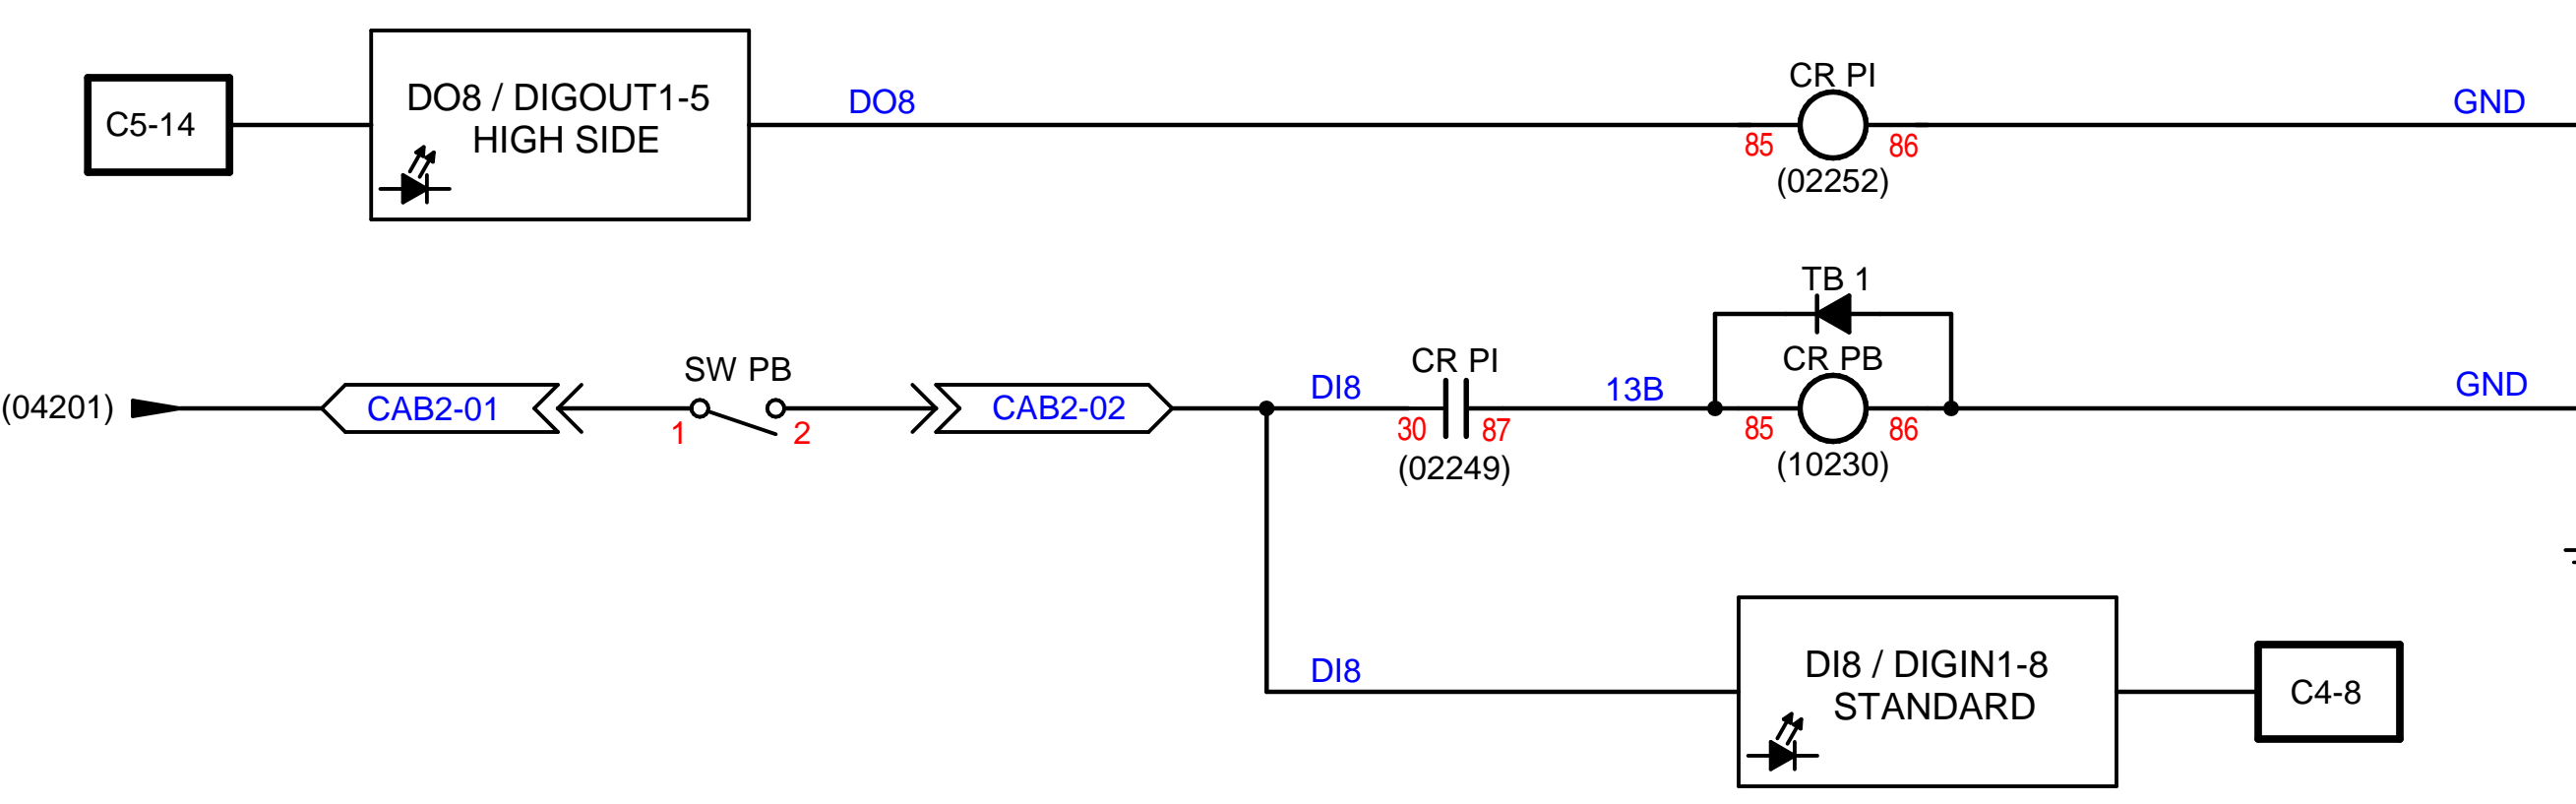 CR PI
C5-14
DO8 / DIGOUT1-5
HIGH SIDE
DO8
GND
85
86
(02252)
TB 1
SW PB
CR PI
CR PB
(04201)
CAB2-01
CAB2-02
DI8
13B
GND
1
2
30
87
85
86
(02249)
(10230)
DI8
DI8 / DIGIN1-8
STANDARD
C4-8